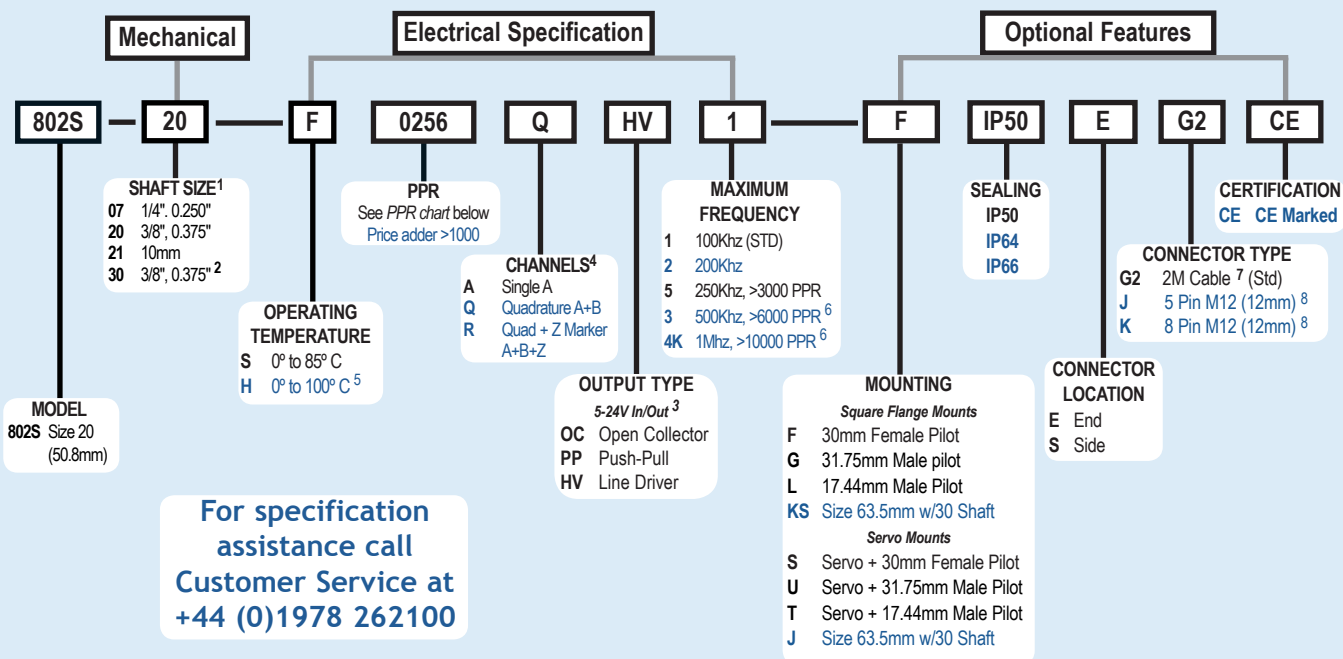 Mechanical
Electrical Specification
Optional Features
802S
20
F
0256
Q
HV
1
F
IP50
E
G2
CE
SHAFT SIZE1
07 1/4". 0.250"
20 3/8", 0.375"
21 10mm
30 3/8", 0.375" 2
PPR
See PPR chart below
Price adder >1000
MAXIMUM
FREQUENCY
1 100Khz (STD)
2 200Khz
5 250Khz, >3000 PPR
3 500Khz, >6000 PPR 6
4K 1Mhz, >10000 PPR 6
SEALING
IP50
IP64
IP66
CERTIFICATION
CE CE Marked
CHANNELS4
A Single A
Q Quadrature A+B
R Quad + Z Marker
A+B+Z
CONNECTOR TYPE
G2 2M Cable 7 (Std)
J 5 Pin M12 (12mm) 8
K 8 Pin M12 (12mm) 8
OPERATING
TEMPERATURE
S 0º to 85º C
H 0º to 100º C 5
CONNECTOR
LOCATION
E End
S Side
OUTPUT TYPE
5-24V In/Out 3
OC Open Collector
PP Push-Pull
HV Line Driver
MOUNTING
Square Flange Mounts
F 30mm Female Pilot
G 31.75mm Male pilot
L 17.44mm Male Pilot
KS Size 63.5mm w/30 Shaft
Servo Mounts
S Servo + 30mm Female Pilot
U Servo + 31.75mm Male Pilot
T Servo + 17.44mm Male Pilot
J Size 63.5mm w/30 Shaft
MODEL
802S Size 20
(50.8mm)
For specification
assistance call
Customer Service at
+44 (0)1978 262100